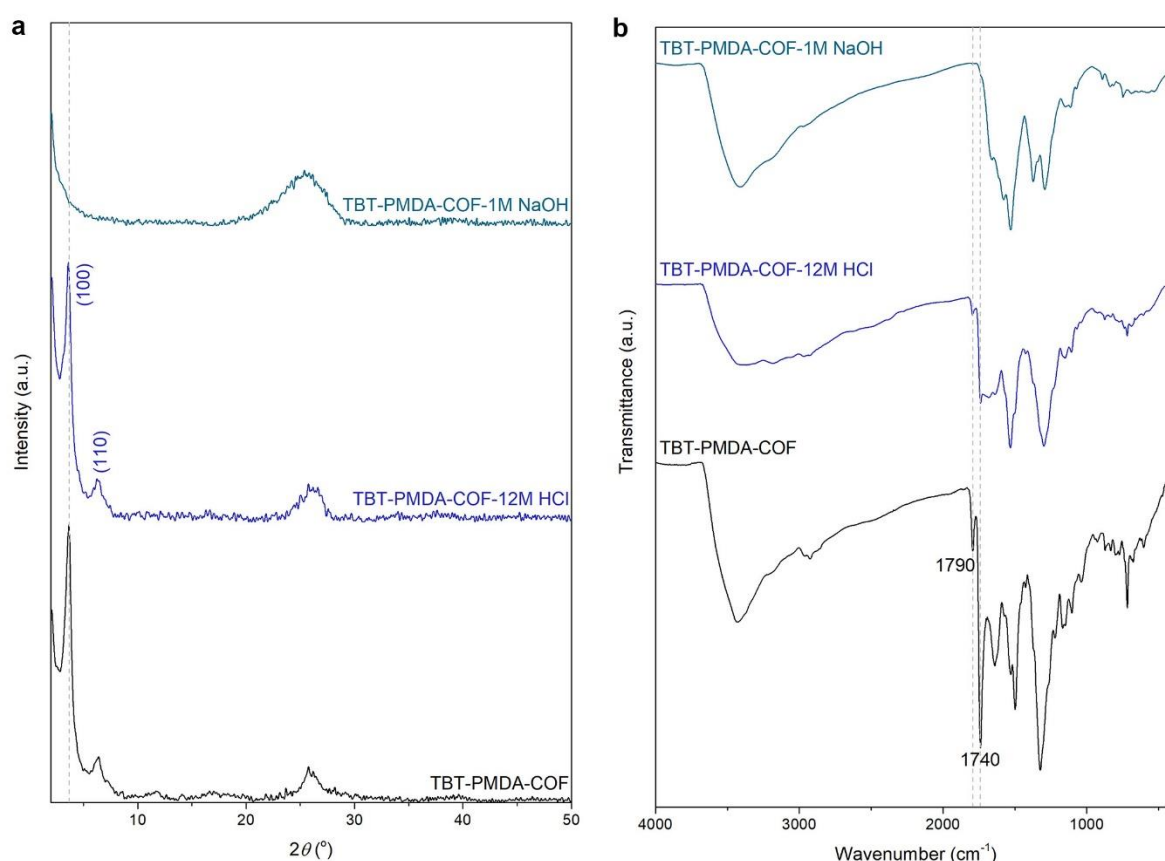 a
TBT-PMDA-COF-1M NaOH
(100)
(110)
TBT-PMDA-COF-12M HCl
TBT-PMDA-COF
Intensity (a.u.)
10
20
30
40
50
2θ (°)
b
TBT-PMDA-COF-1M NaOH
TBT-PMDA-COF-12M HCl
TBT-PMDA-COF
1790
1740
Transmittance (a.u.)
4000
3000
2000
1000
Wavenumber (cm⁻¹)